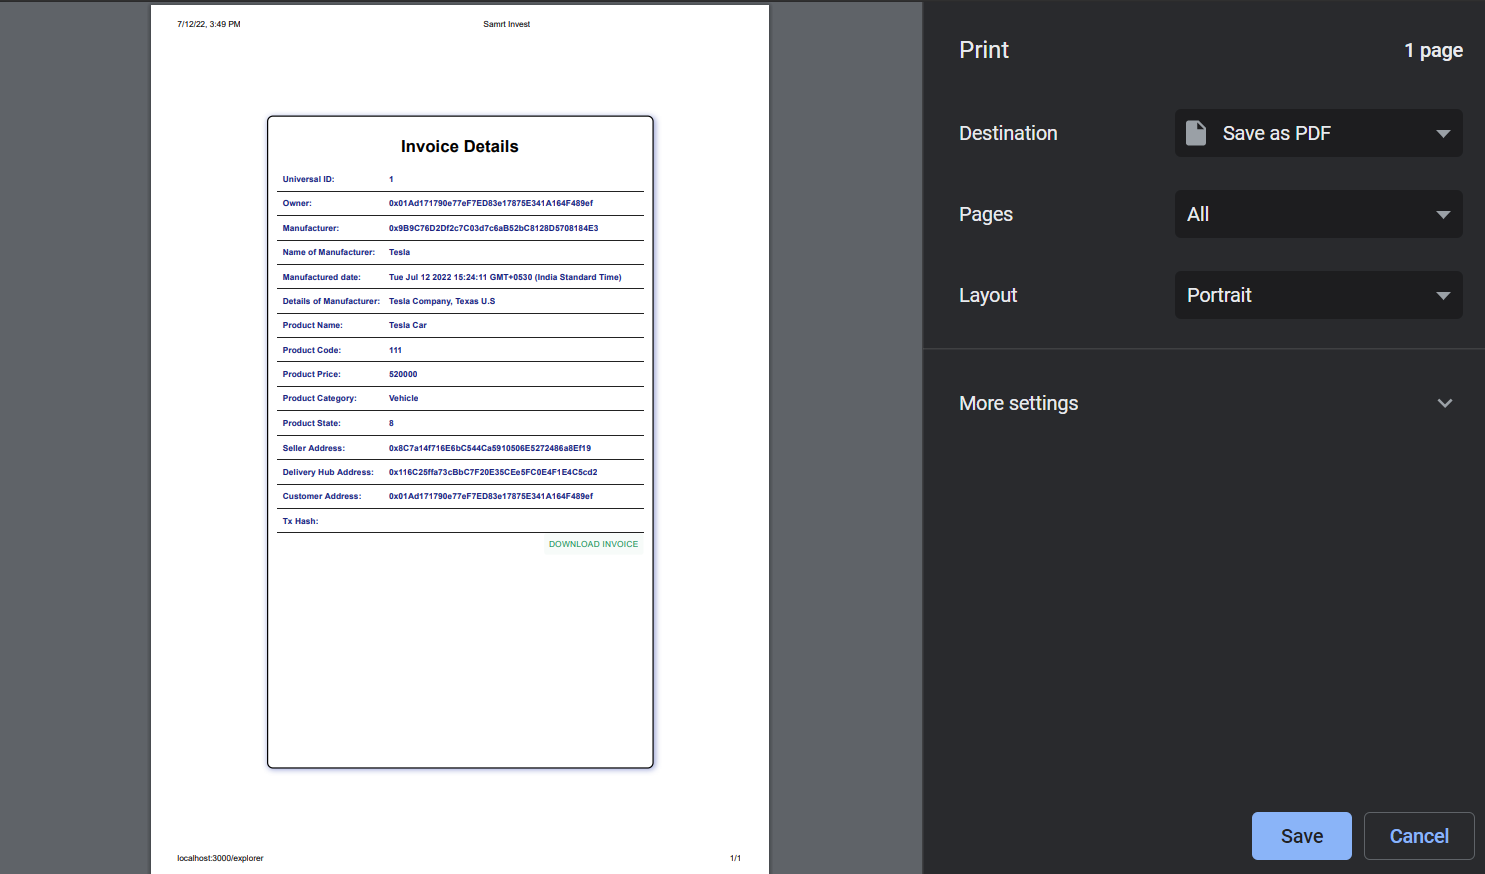 7/12/22, 3:49 PM
Samrt Invest
Invoice Details
Universal ID: 1
Owner: 0x01Ad171790e77eF7ED83e17875E341A164F489ef
Manufacturer: 0x9B9C76D2Df2c7C03d7c6aB52bC8128D5708184E3
Name of Manufacturer: Tesla
Manufactured date: Tue Jul 12 2022 15:24:11 GMT+0530 (India Standard Time)
Details of Manufacturer: Tesla Company, Texas U.S
Product Name: Tesla Car
Product Code: 111
Product Price: 520000
Product Category: Vehicle
Product State: 8
Seller Address: 0x8C7a14f716E6bC544Ca5910506E5272486a8Ef19
Delivery Hub Address: 0x116C25ffa73cBbC7F20E35CEe5FC0E4F1E4C5cd2
Customer Address: 0x01Ad171790e77eF7ED83e17875E341A164F489ef
Tx Hash:
DOWNLOAD INVOICE
localhost:3000/explorer
1/1
Print
1 page
Destination
Save as PDF
Pages
All
Layout
Portrait
More settings
Save
Cancel